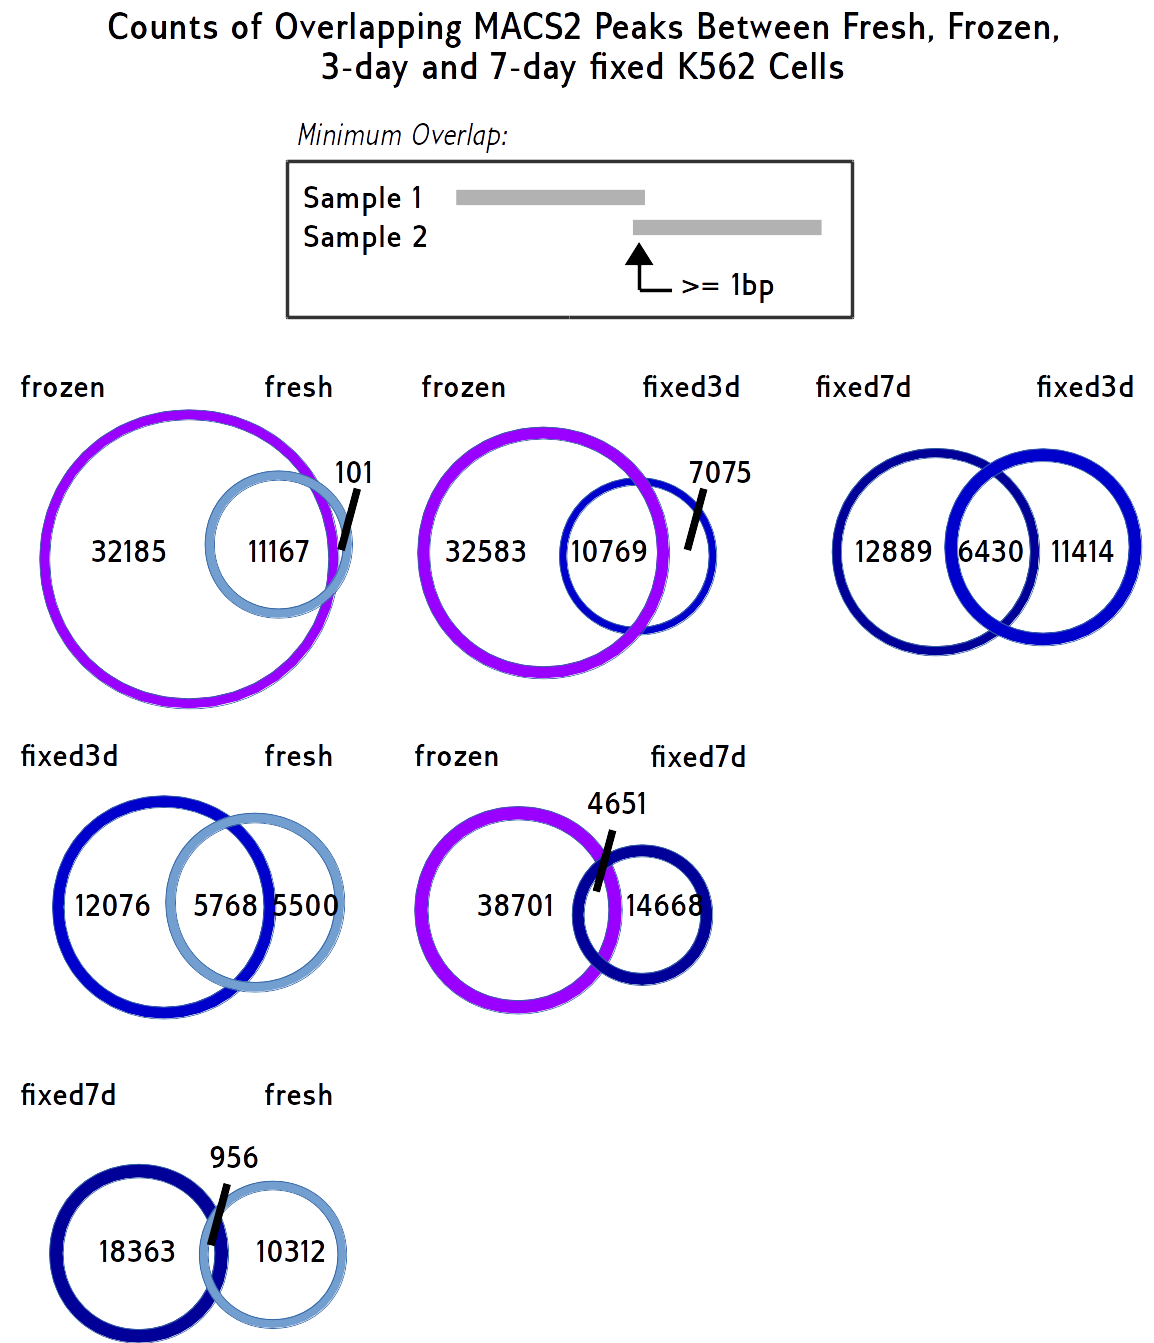 Counts of Overlapping MACS2 Peaks Between Fresh, Frozen,
3-day and 7-day fixed K562 Cells
Minimum Overlap:
Sample 1
Sample 2
>= 1bp
frozen fresh
101
32185 11167
frozen fixed3d
7075
32583 10769
fixed7d fixed3d
12889 6430 11414
fixed3d fresh
12076 5768 5500
frozen fixed7d
4651
38701 14668
fixed7d fresh
956
18363 10312